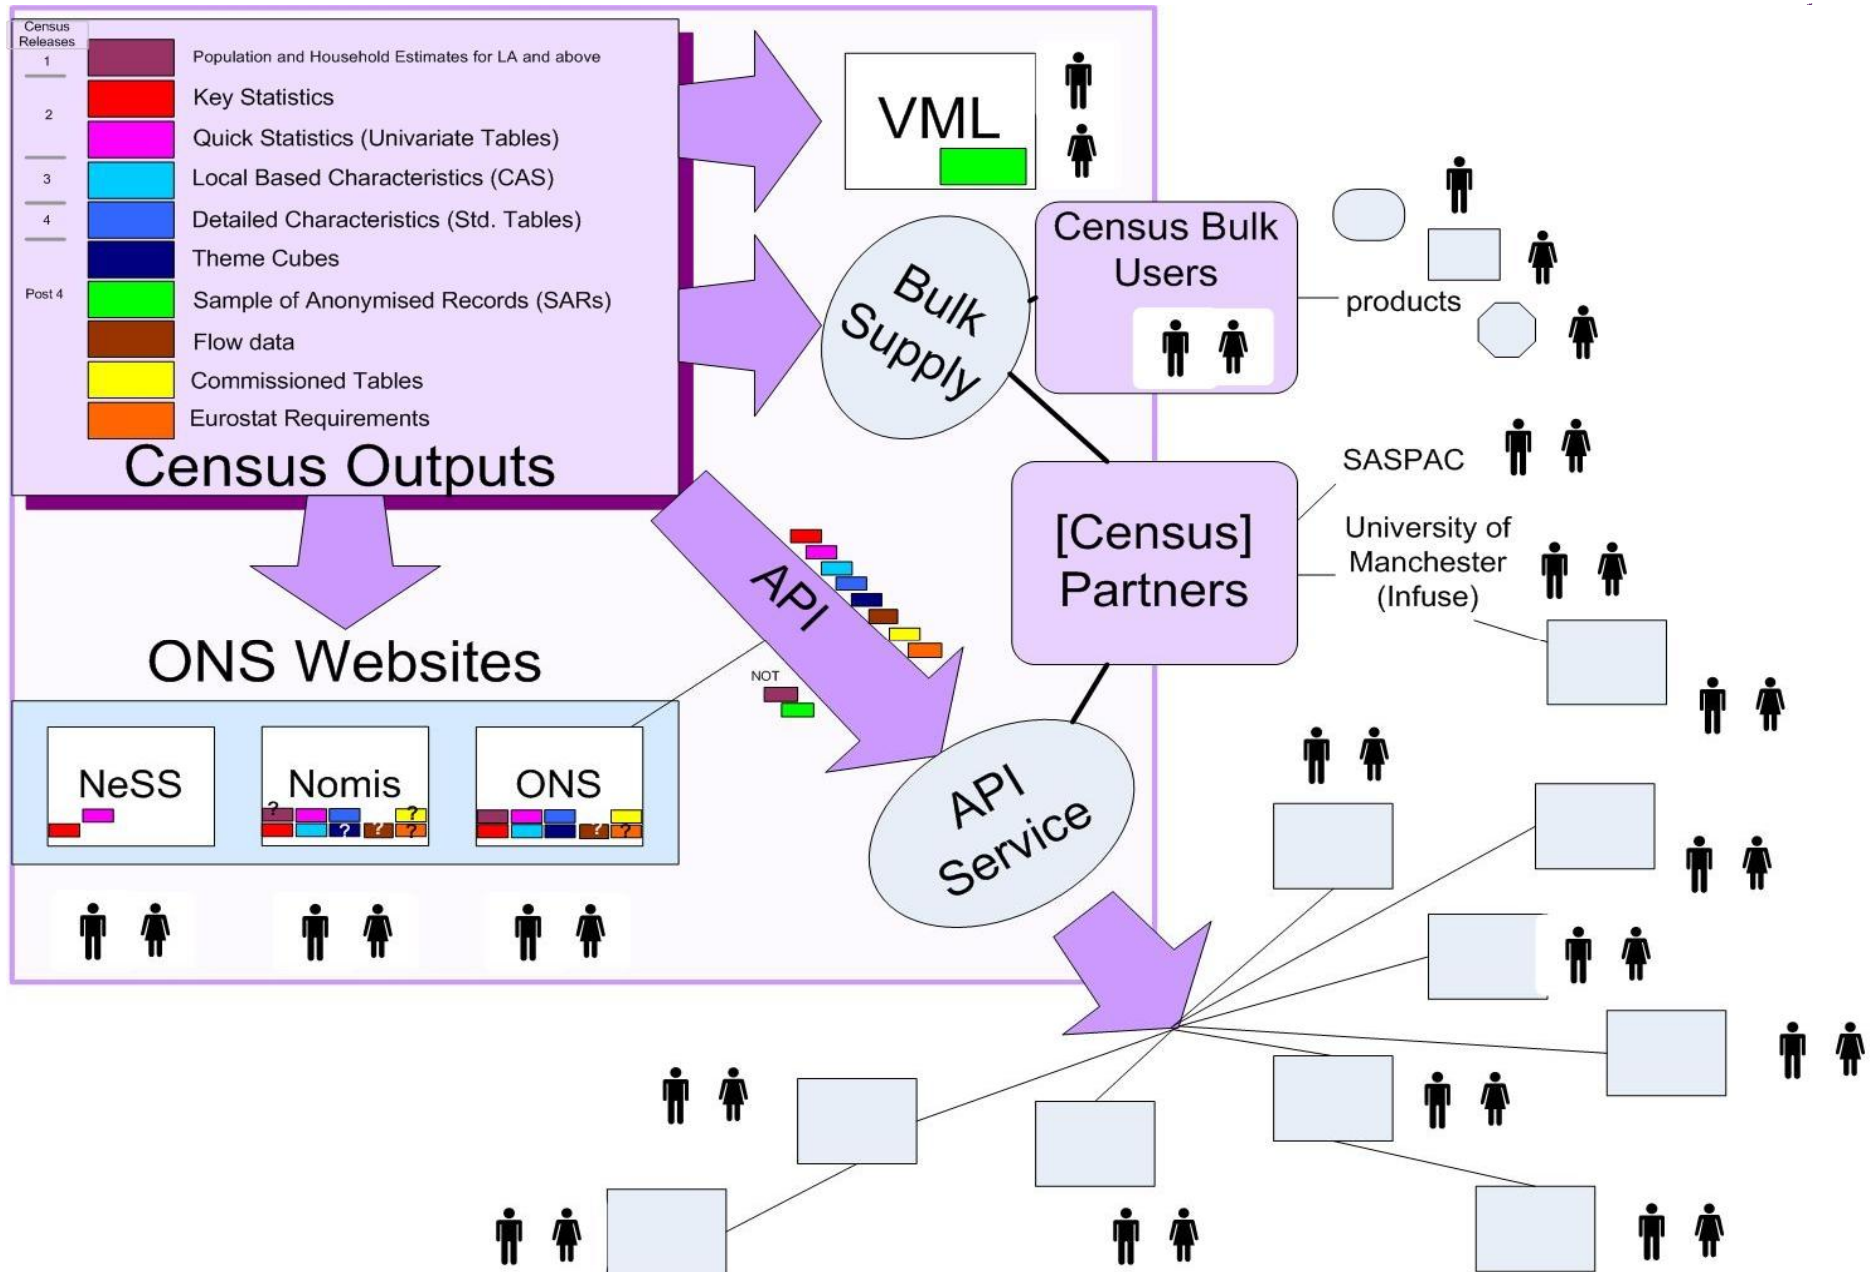 Census
Releases
1
Population and Household Estimates for LA and above
2
Key Statistics
Quick Statistics (Univariate Tables)
3
Local Based Characteristics (CAS)
4
Detailed Characteristics (Std. Tables)
Theme Cubes
Post 4
Sample of Anonymised Records (SARs)
Flow data
Commissioned Tables
Eurostat Requirements
Census Outputs
VML
Bulk
Supply
Census Bulk
Users
products
[Census]
Partners
SASPAC
University of
Manchester
(Infuse)
API
NOT
API
Service
ONS Websites
NeSS
Nomis
? ?
? ? ?
ONS
? ?